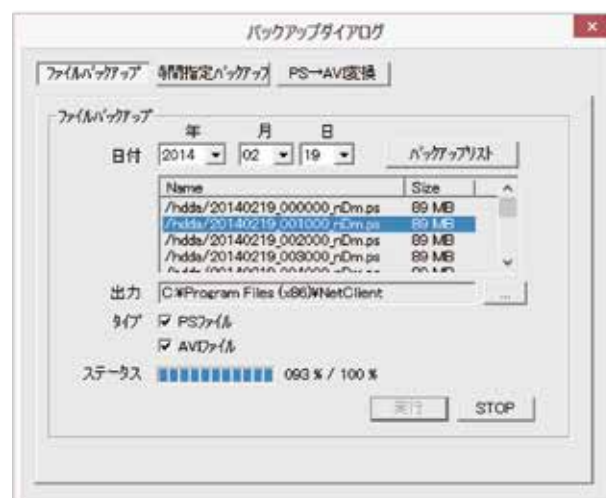 バックアップダイアログ
ファイルバックアップ 時間指定バックアップ PS→AVI変換
ファイルバックアップ
年 月 日
日付 2014 02 19 バックアップリスト
Name Size
/hdda/20140219_000000_nDm.ps 89 MB
/hdda/20140219_001000_nDm.ps 89 MB
/hdda/20140219_002000_nDm.ps 89 MB
/hdda/20140219_003000_nDm.ps 89 MB
/hdda/20140219_004000_nDm.ps 89 MB
出力 C:¥Program Files (x86)¥NetClient ...
タイプ PSファイル
AVIファイル
ステータス 093 % / 100 %
実行 STOP